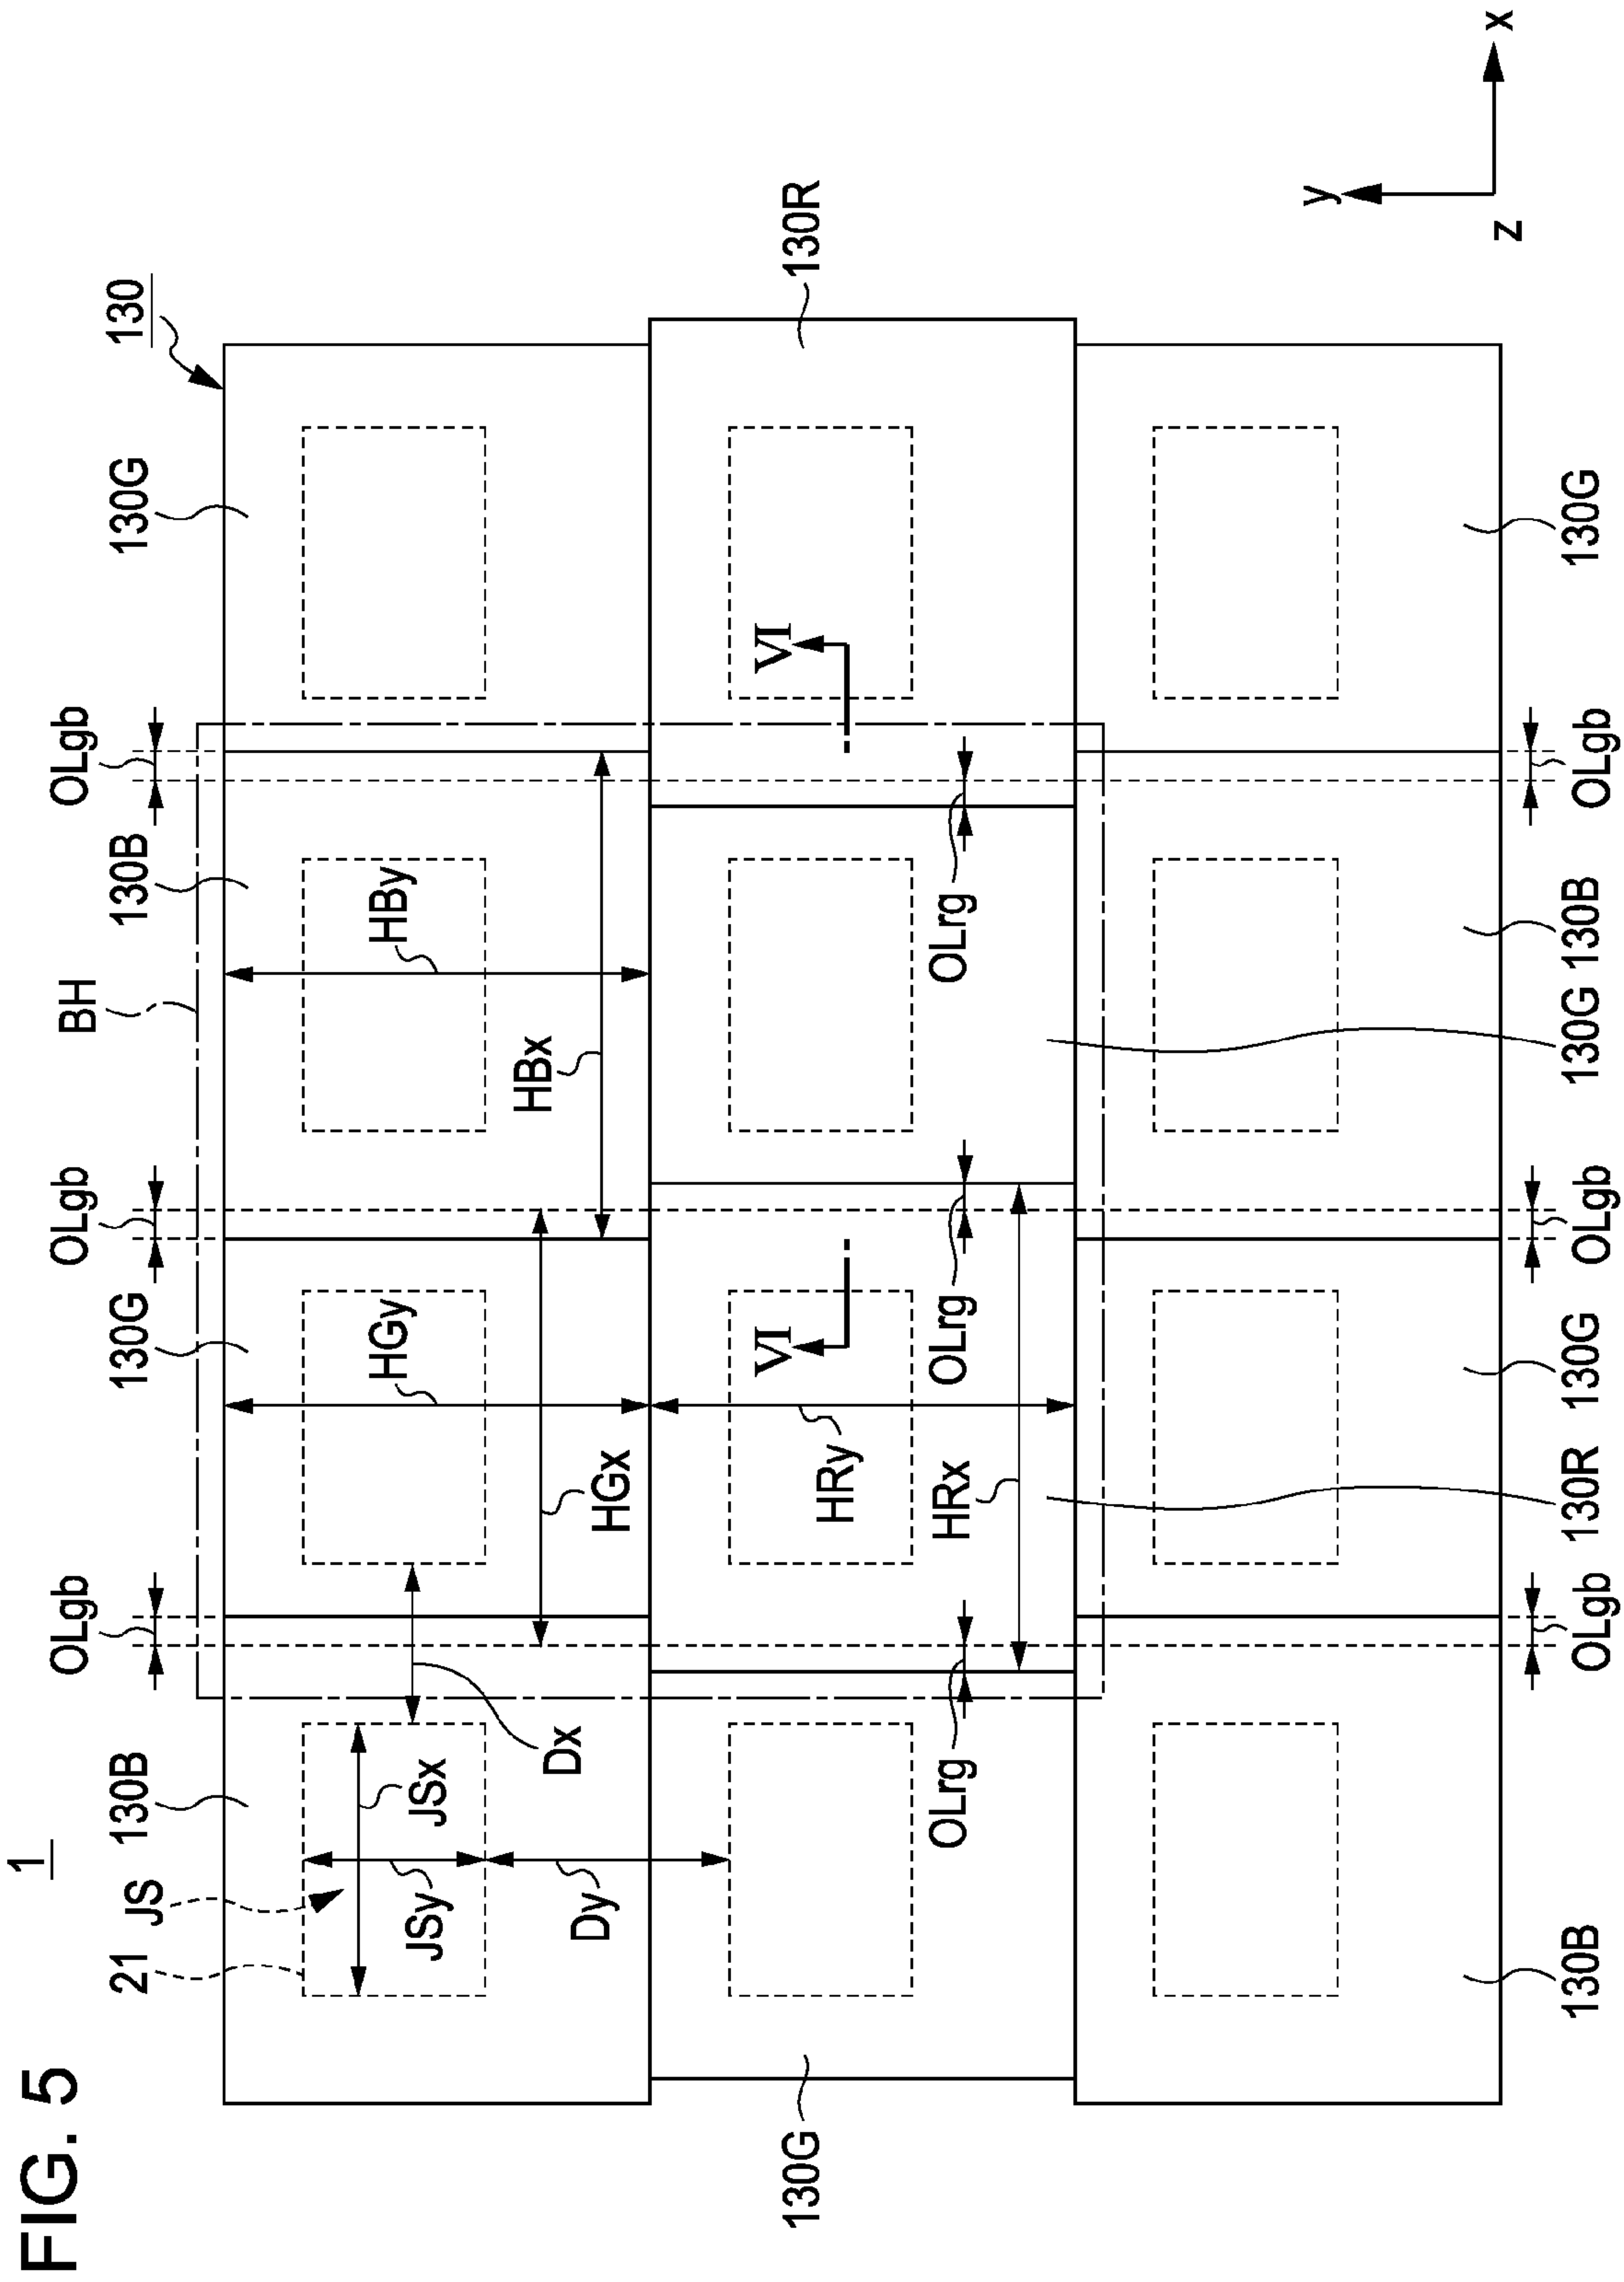 FIG. 5
1
130
BH
OLgb
OLgb
OLgb
21
JS
130B
130G
130B
130G
JSx
JSy
Dx
Dy
HGy
HGx
HBy
HBx
130G
130R
VI
VI
HRy
HRx
OLrg
OLrg
OLrg
130B
130R
130G
130G
130B
130G
OLgb
OLgb
OLgb
y
z
x